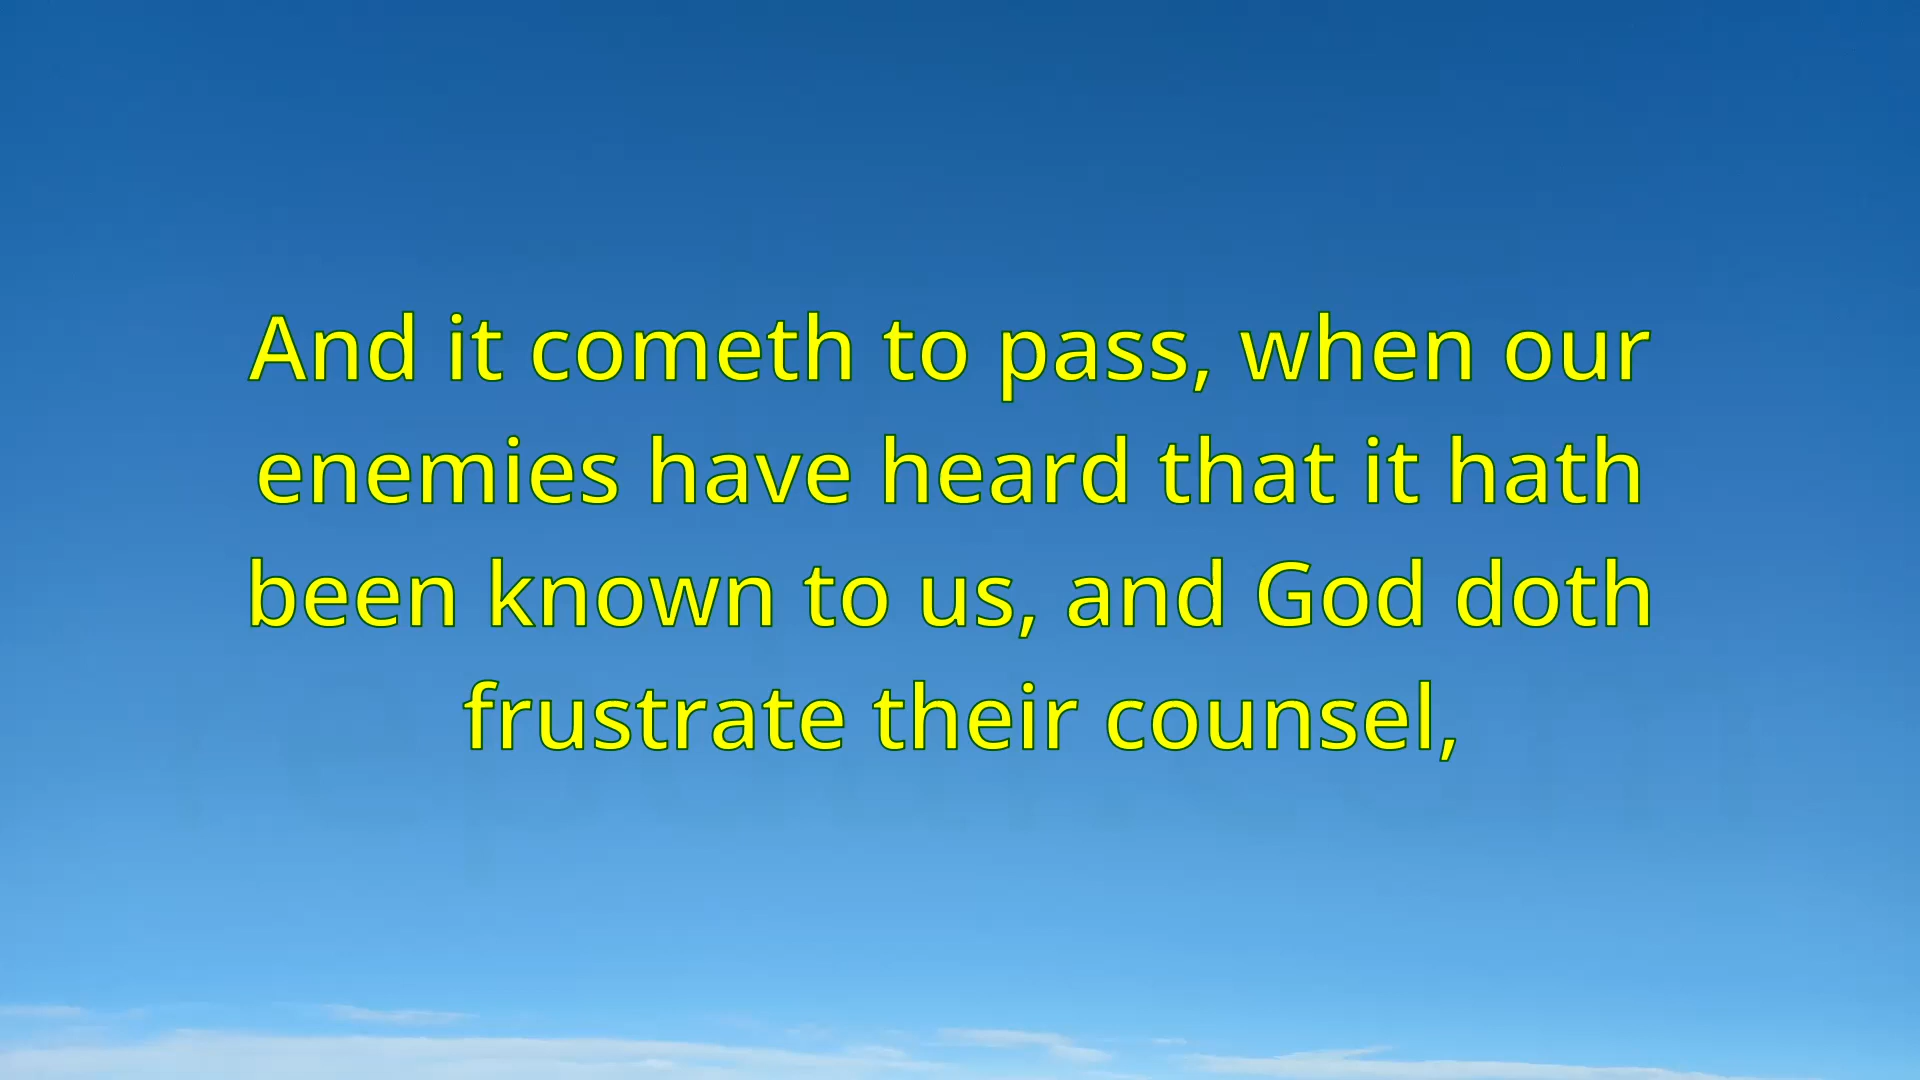 And it cometh to pass, when our
enemies have heard that it hath
been known to us, and God doth
frustrate their counsel,